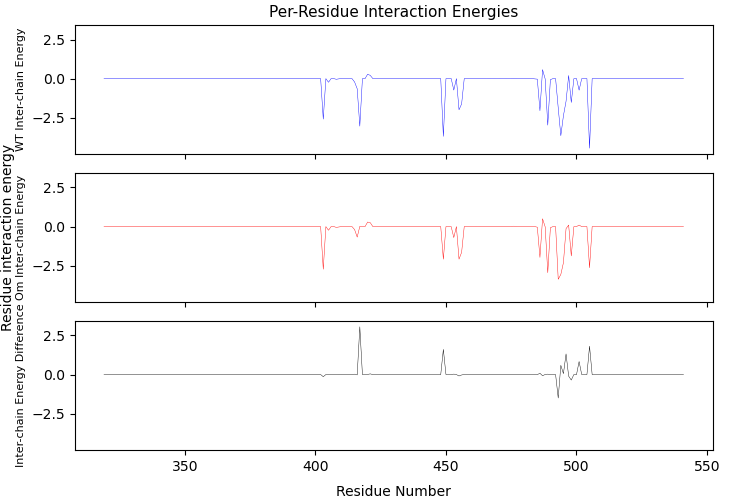 Per-Residue Interaction Energies
WT Inter-chain Energy
2.5
0.0
−2.5
Residue interaction energy
Om Inter-chain Energy
2.5
0.0
−2.5
Inter-chain Energy Difference
2.5
0.0
−2.5
350
400
450
500
550
Residue Number